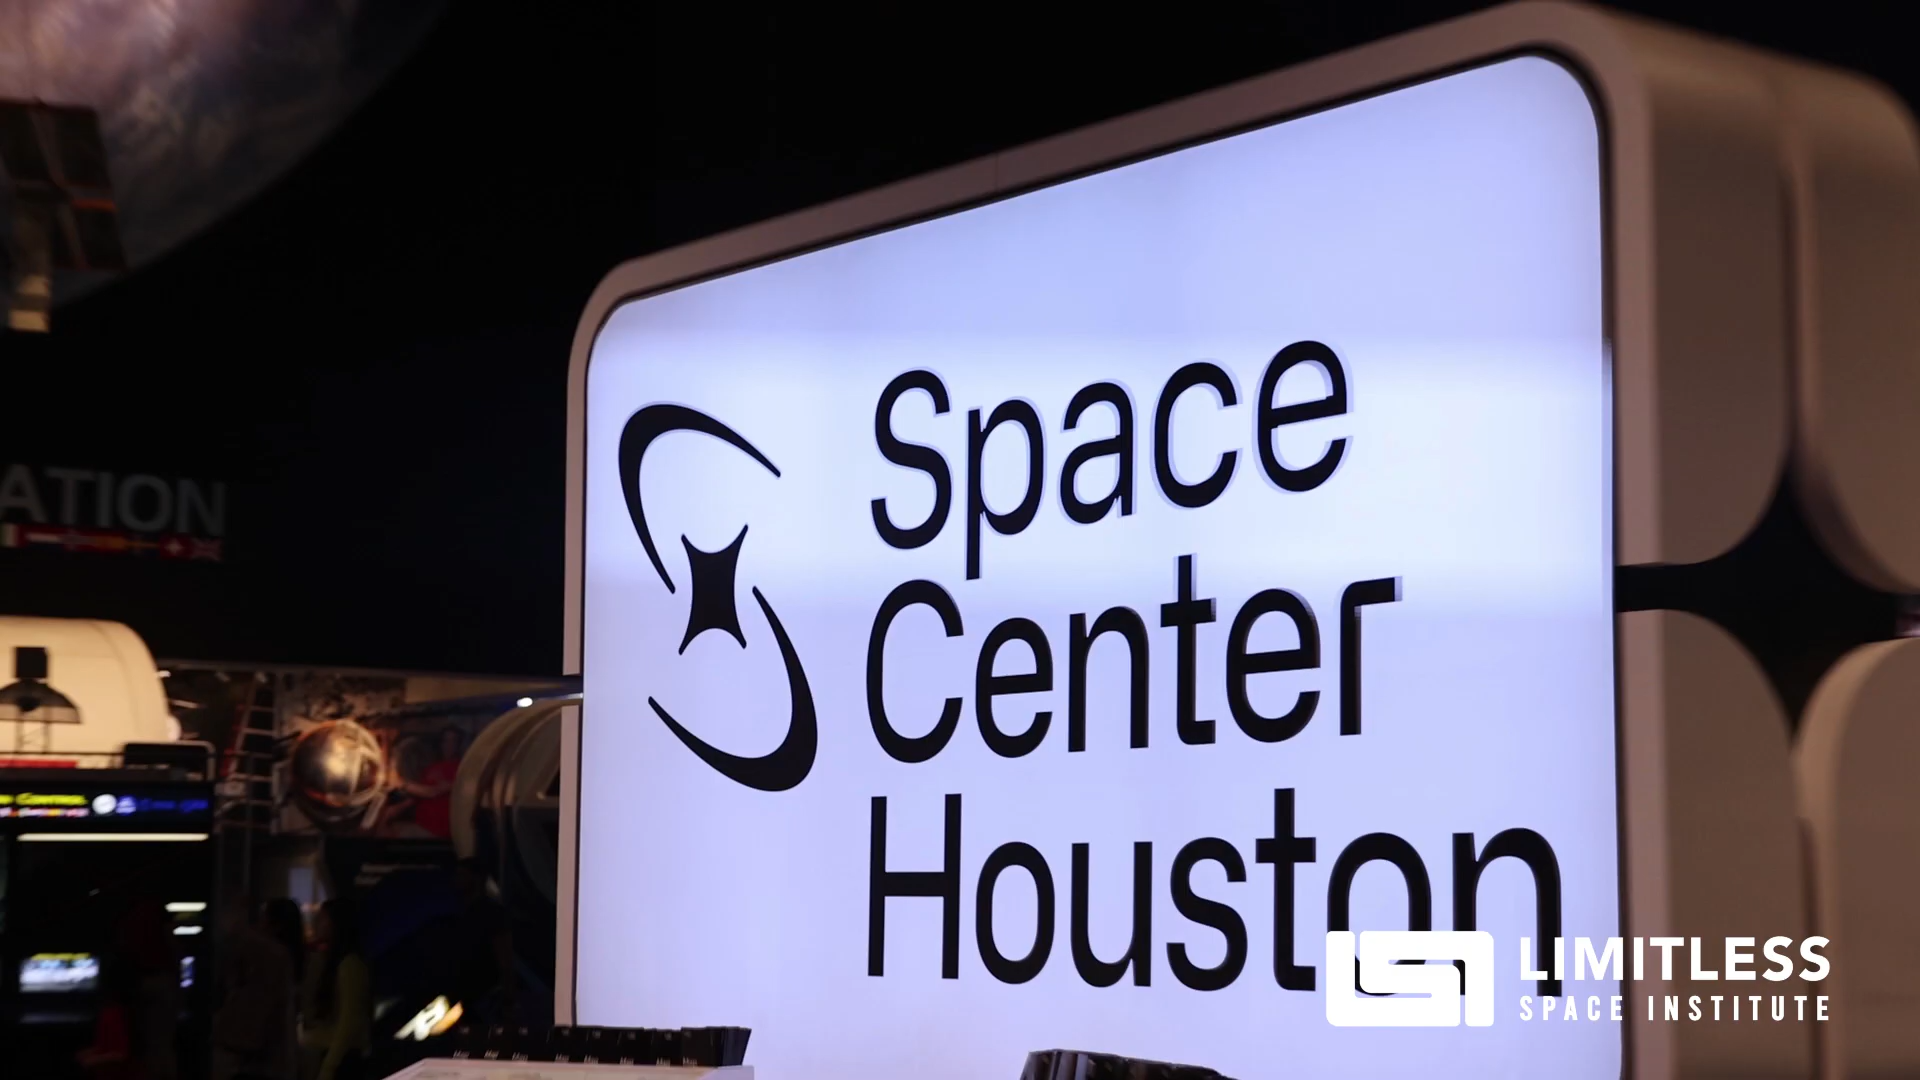 Space
Center
Houston
ATION
LIMITLESS
SPACE INSTITUTE